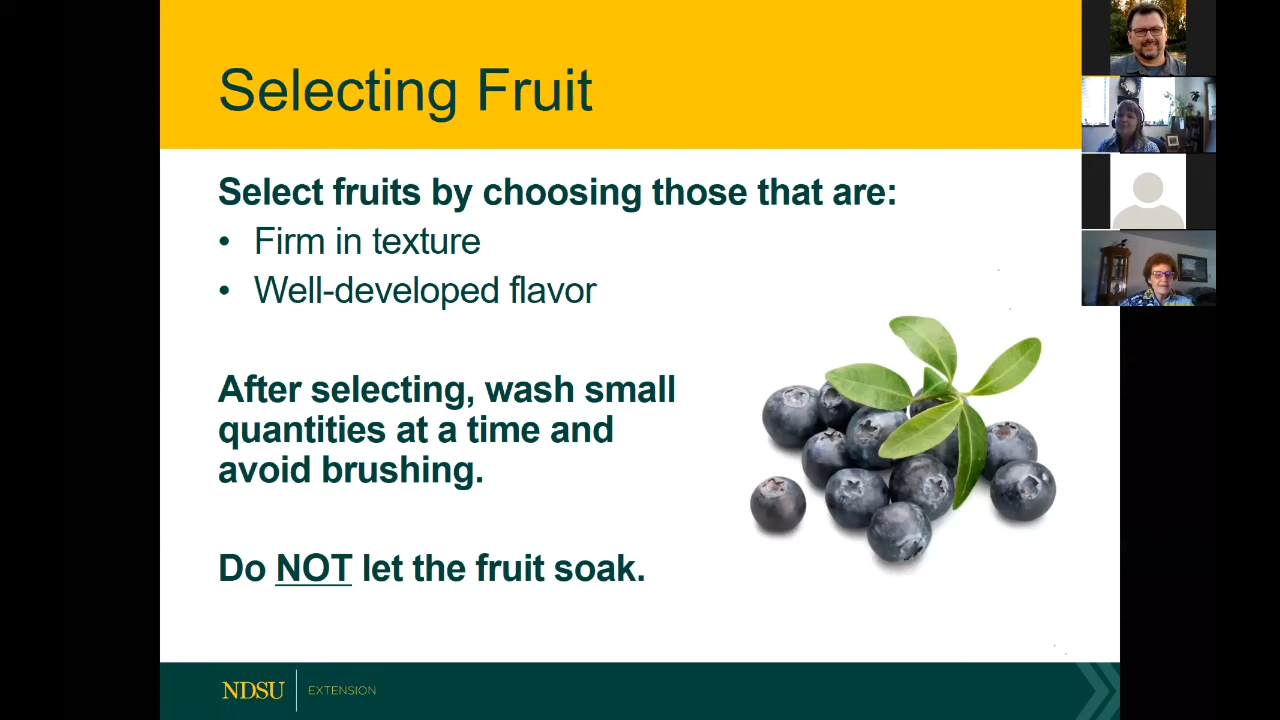 Selecting Fruit
Select fruits by choosing those that are:
• Firm in texture
• Well-developed flavor
After selecting, wash small
quantities at a time and
avoid brushing.
Do NOT let the fruit soak.
NDSU EXTENSION